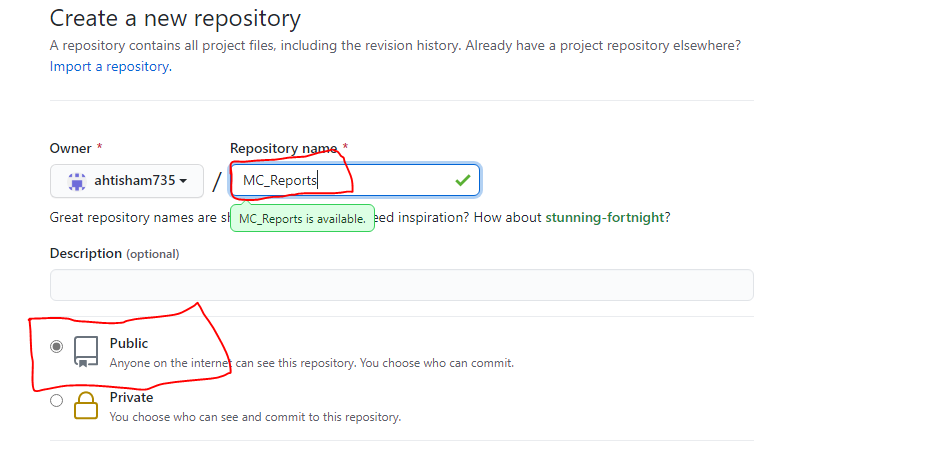 Create a new repository
A repository contains all project files, including the revision history. Already have a project repository elsewhere?
Import a repository.
Owner *
Repository name *
ahtisham735
/
MC_Reports
MC_Reports is available.
Great repository names are sh eed inspiration? How about stunning-fortnight?
Description (optional)
Public
Anyone on the internet can see this repository. You choose who can commit.
Private
You choose who can see and commit to this repository.